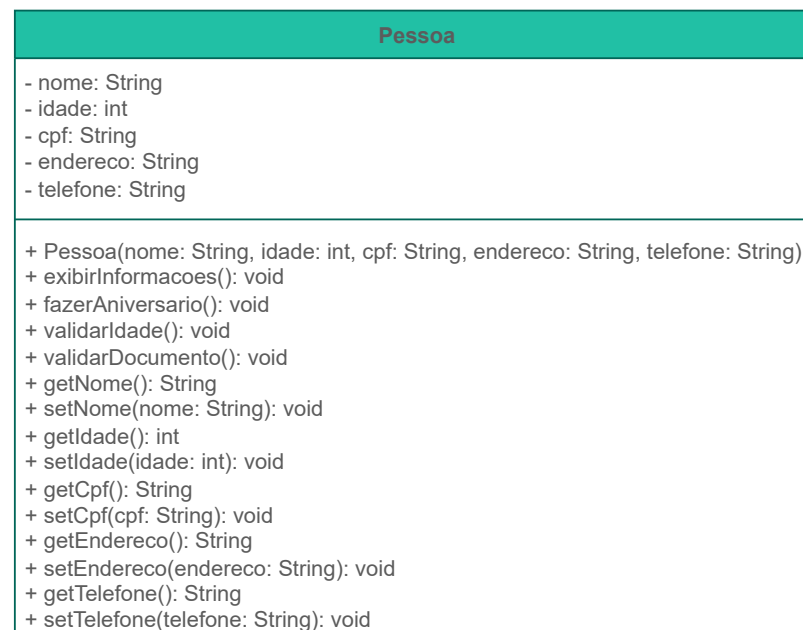 Pessoa
- nome: String
- idade: int
- cpf: String
- endereco: String
- telefone: String
+ Pessoa(nome: String, idade: int, cpf: String, endereco: String, telefone: String)
+ exibirInformacoes(): void
+ fazerAniversario(): void
+ validarIdade(): void
+ validarDocumento(): void
+ getNome(): String
+ setNome(nome: String): void
+ getIdade(): int
+ setIdade(idade: int): void
+ getCpf(): String
+ setCpf(cpf: String): void
+ getEndereco(): String
+ setEndereco(endereco: String): void
+ getTelefone(): String
+ setTelefone(telefone: String): void